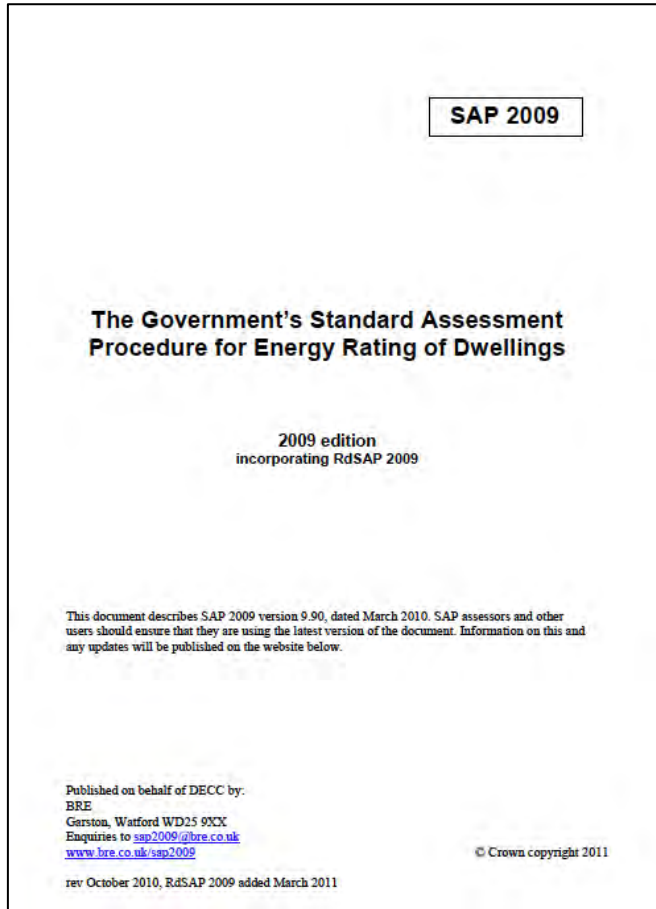 SAP 2009
The Government's Standard Assessment
Procedure for Energy Rating of Dwellings
2009 edition
incorporating RdSAP 2009
This document describes SAP 2009 version 9.90, dated March 2010. SAP assessors and other
users should ensure that they are using the latest version of the document. Information on this and
any updates will be published on the website below.
Published on behalf of DECC by:
BRE
Garston, Watford WD25 9XX
Enquiries to sap2009@bre.co.uk
www.bre.co.uk/sap2009
© Crown copyright 2011
rev October 2010, RdSAP 2009 added March 2011